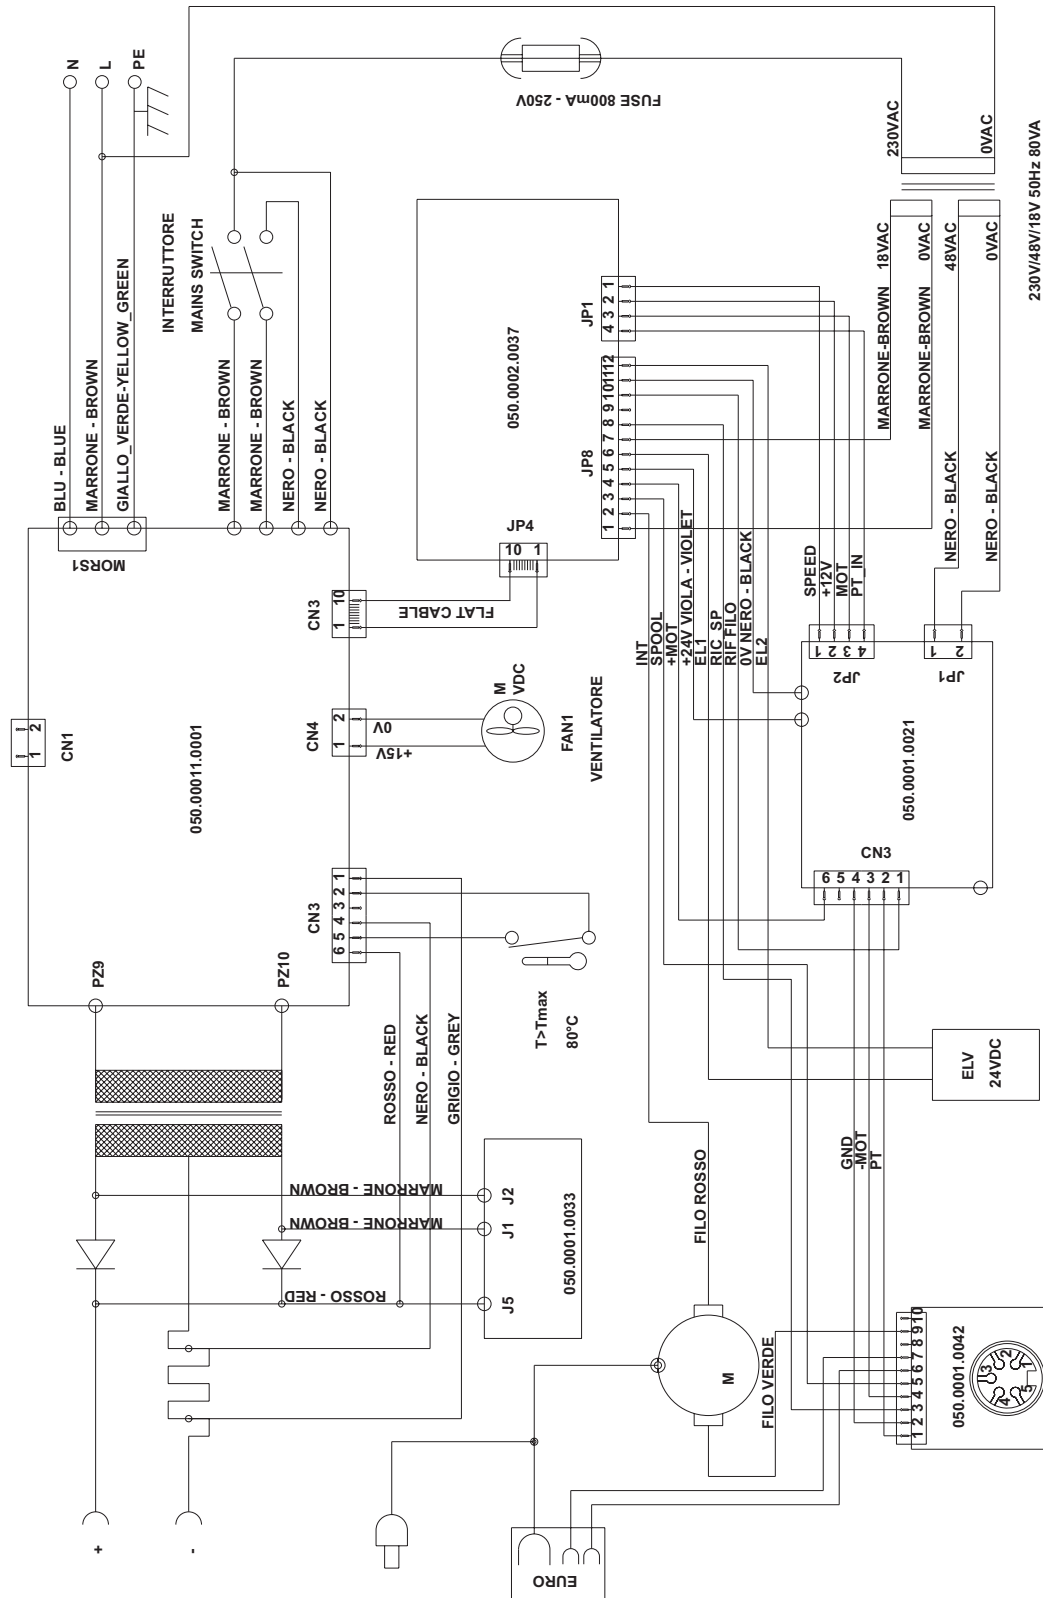 N
L
PE
BLU - BLUE
MARRONE - BROWN
GIALLO_VERDE-YELLOW_GREEN
MORS1
INTERRUTTORE
MAINS SWITCH
MARRONE - BROWN
MARRONE - BROWN
NERO - BLACK
NERO - BLACK
FUSE 800mA - 250V
CN1
1 2
050.00011.0001
PZ9
PZ10
CN3
1 10
FLAT CABLE
JP4
10 1
CN4
1 2
+15V
0V
M
VDC
FAN1
VENTILATORE
CN3
6 5 4 3 2 1
T>Tmax
80°C
ROSSO - RED
NERO - BLACK
GRIGIO - GREY
050.0002.0037
JP1
4 3 2 1
JP8
1 2 3 4 5 6 7 8 9 10 11 12
230VAC
0VAC
18VAC
0VAC
48VAC
0VAC
MARRONE-BROWN
MARRONE-BROWN
NERO - BLACK
NERO - BLACK
230V/48V/18V 50Hz 80VA
INT
SPOOL
+MOT
+24V VIOLA - VIOLET
EL1
RIC_SP
RIF FILO
0V NERO - BLACK
EL2
SPEED
+12V
MOT
PT_IN
JP2
1 2 3 4
JP1
1 2
050.0001.0021
CN3
6 5 4 3 2 1
ELV
24VDC
GND
-MOT
PT
MARRONE - BROWN
MARRONE - BROWN
ROSSO - RED
J2
J1
J5
050.0001.0033
FILO ROSSO
M
FILO VERDE
1 2 3 4 5 6 7 8 9 10
050.0001.0042
1
2
3
4
5
+
-
EURO